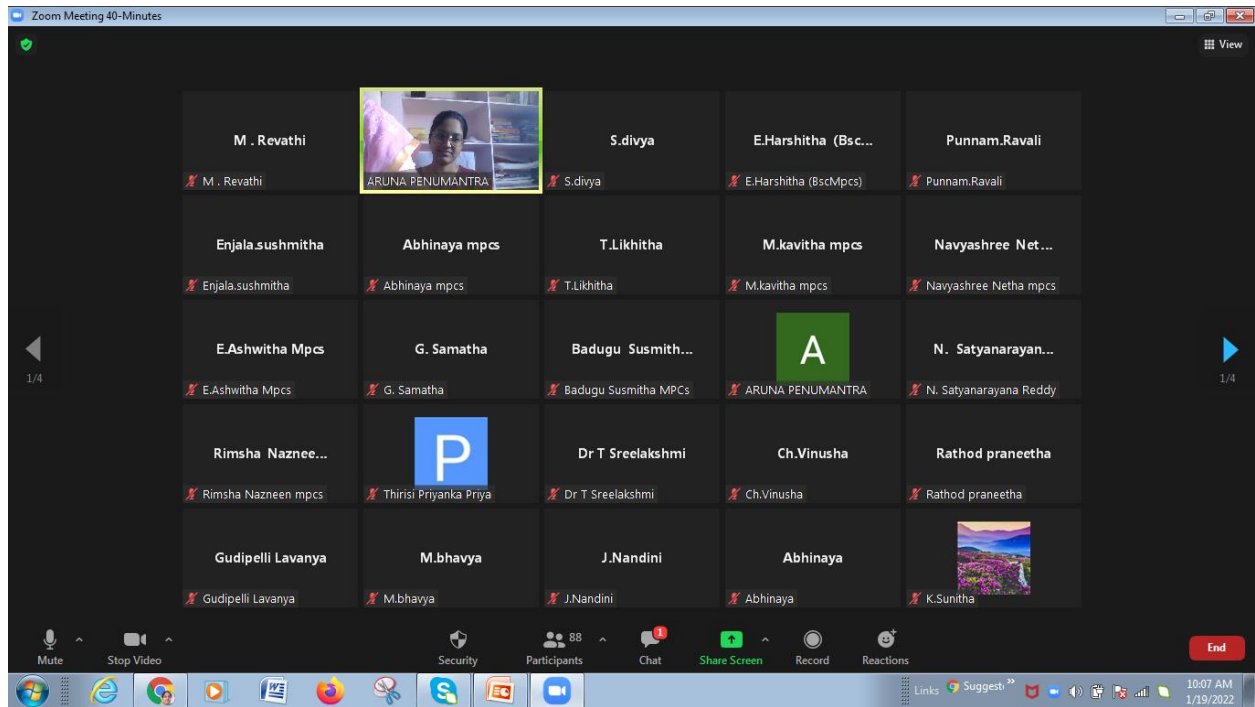 Zoom Meeting 40-Minutes
View
M . Revathi
M . Revathi
ARUNA PENUMANTRA
S.divya
S.divya
E.Harshitha (Bsc...
E.Harshitha (BscMpcs)
Punnam.Ravali
Punnam.Ravali
Enjala.sushmitha
Enjala.sushmitha
Abhinaya mpcs
Abhinaya mpcs
T.Likhitha
T.Likhitha
M.kavitha mpcs
M.kavitha mpcs
Navyashree Net...
Navyashree Netha mpcs
E.Ashwitha Mpcs
E.Ashwitha Mpcs
G. Samatha
G. Samatha
Badugu Susmith...
Badugu Susmitha MPCs
A
ARUNA PENUMANTRA
N. Satyanarayan...
N. Satyanarayana Reddy
1/4
1/4
Rimsha Naznee...
Rimsha Nazneen mpcs
P
Thirisi Priyanka Priya
Dr T Sreelakshmi
Dr T Sreelakshmi
Ch.Vinusha
Ch.Vinusha
Rathod praneetha
Rathod praneetha
Gudipelli Lavanya
Gudipelli Lavanya
M.bhavya
M.bhavya
J.Nandini
J.Nandini
Abhinaya
Abhinaya
K.Sunitha
Mute
Stop Video
Security
88
Participants
1
Chat
Share Screen
Record
Reactions
End
Links
Suggesti
10:07 AM
1/19/2022